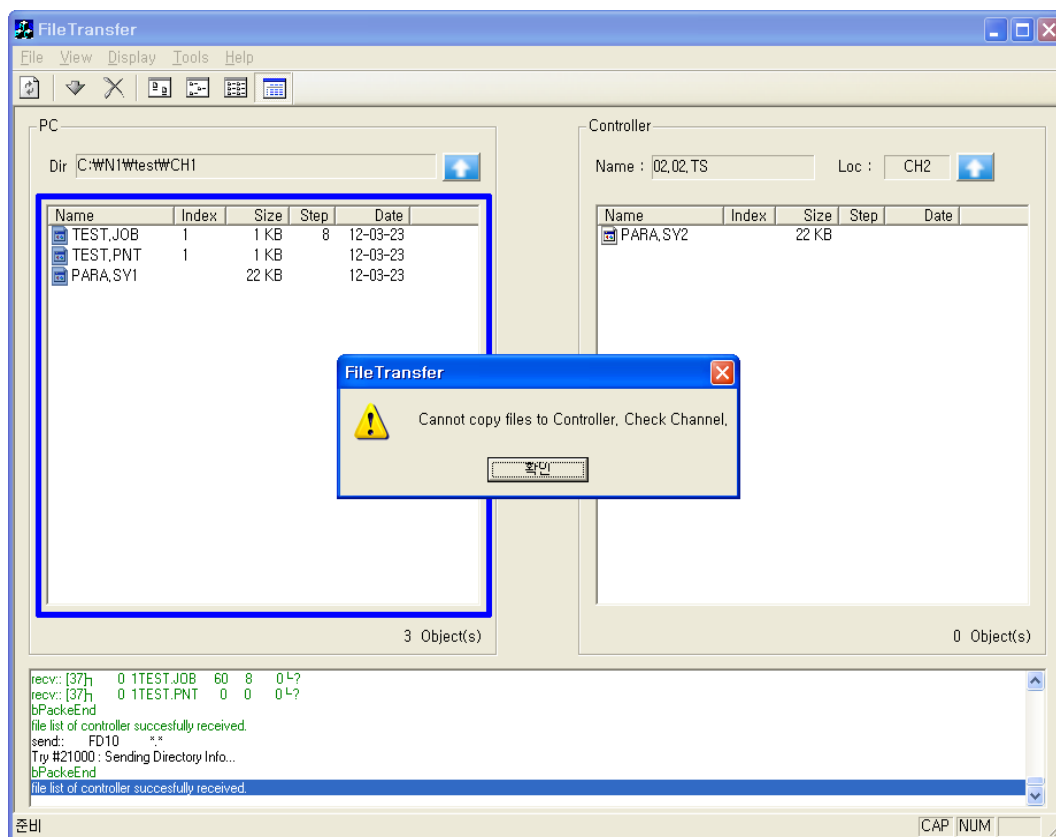 FileTransfer
File View Display Tools Help
PC
Dir C:₩N1₩test₩CH1
Name Index Size Step Date
TEST.JOB 1 1 KB 8 12-03-23
TEST.PNT 1 1 KB 12-03-23
PARA.SY1 22 KB 12-03-23
3 Object(s)
Controller
Name : 02.02.TS Loc : CH2
Name Index Size Step Date
PARA.SY2 22 KB
0 Object(s)
FileTransfer
Cannot copy files to Controller. Check Channel.
확인
recv:: [37]┑ 0 1TEST.JOB 60 8 0└?
recv:: [37]┑ 0 1TEST.PNT 0 0 0└?
bPackeEnd
file list of controller succesfully received.
send:: FD10 *.*
Try #21000 : Sending Directory Info...
bPackeEnd
file list of controller succesfully received.
준비 CAP NUM